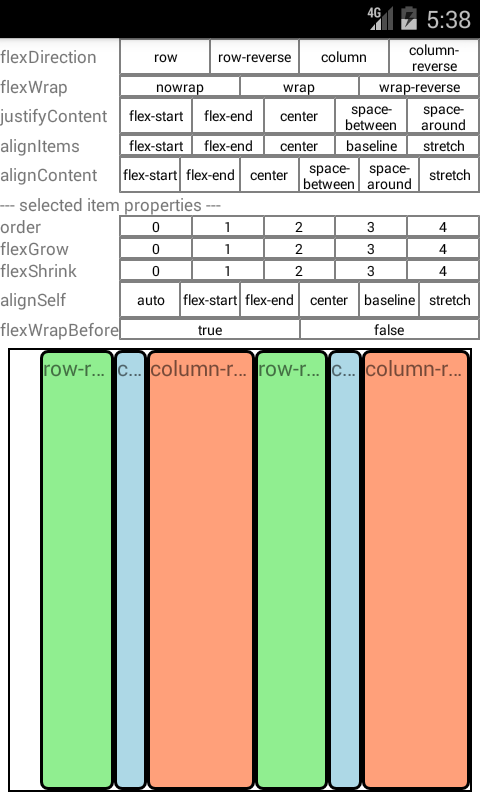 4G 5:38
flexDirection row row-reverse column column-reverse
flexWrap nowrap wrap wrap-reverse
justifyContent flex-start flex-end center space-between space-around
alignItems flex-start flex-end center baseline stretch
alignContent flex-start flex-end center space-between space-around stretch
--- selected item properties ---
order 0 1 2 3 4
flexGrow 0 1 2 3 4
flexShrink 0 1 2 3 4
alignSelf auto flex-start flex-end center baseline stretch
flexWrapBefore true false
row-r... c... column-r... row-r... c... column-r...